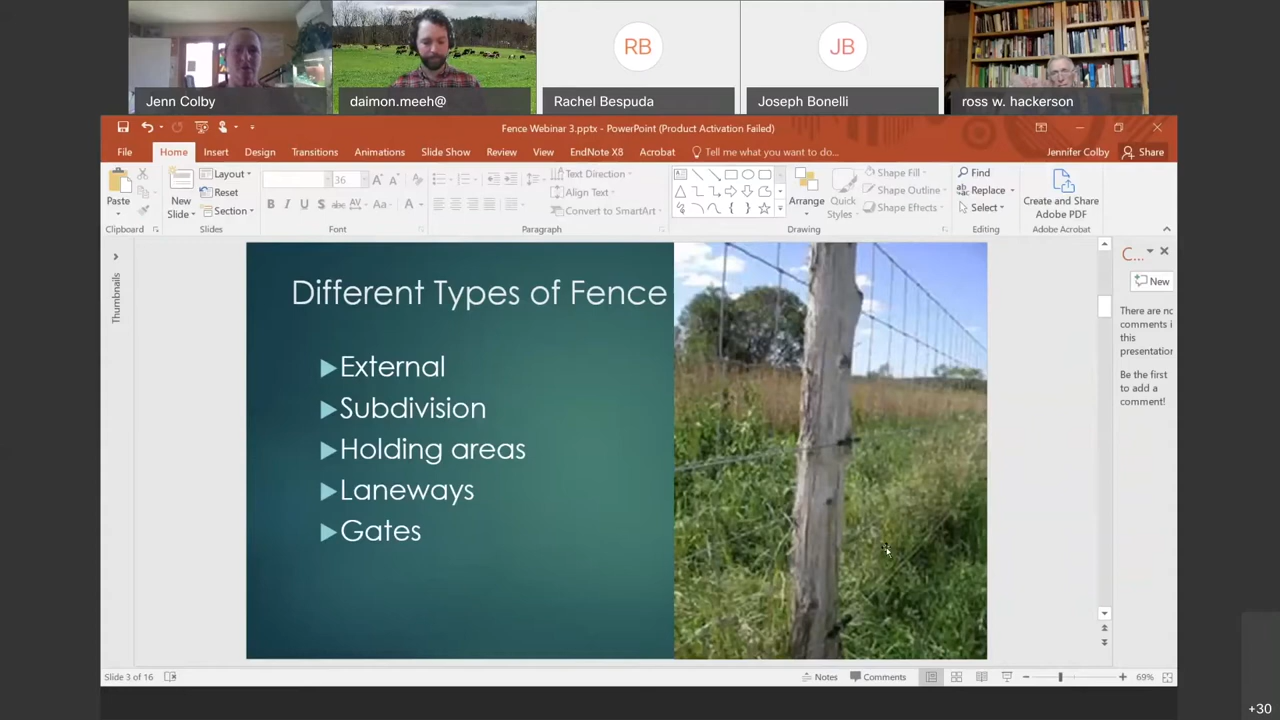 RB
JB
Jenn Colby
daimon.meeh@
Rachel Bespuda
Joseph Bonelli
ross w. hackerson
Fence Webinar 3.pptx - PowerPoint (Product Activation Failed)
File Home Insert Design Transitions Animations Slide Show Review View EndNote X8 Acrobat Tell me what you want to do... Jennifer Colby Share
Paste
New
Slide
Layout
Reset
Section
36
B I U S abc AV Aa A
Text Direction
Align Text
Convert to SmartArt
Arrange
Quick
Styles
Shape Fill
Shape Outline
Shape Effects
Find
Replace
Select
Create and Share
Adobe PDF
Clipboard Slides Font Paragraph Drawing Editing Adobe Acrobat
Thumbnails
Different Types of Fence
External
Subdivision
Holding areas
Laneways
Gates
C...
New
There are no
comments i
this
presentation
Be the first
to add a
comment!
Slide 3 of 16
Notes
Comments
69%
+30